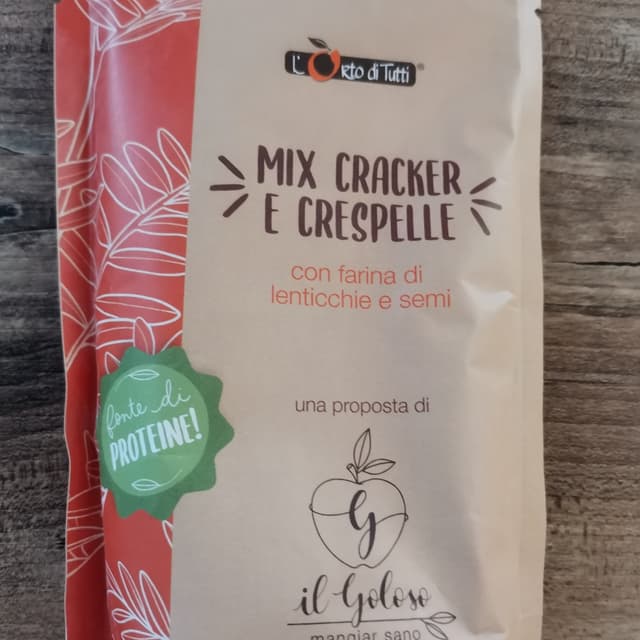 L'Orto di Tutti®
MIX CRACKER
E CRESPELLE
con farina di
lenticchie e semi
fonte di
PROTEINE!
una proposta di
G
il Goloso
mangiar sano